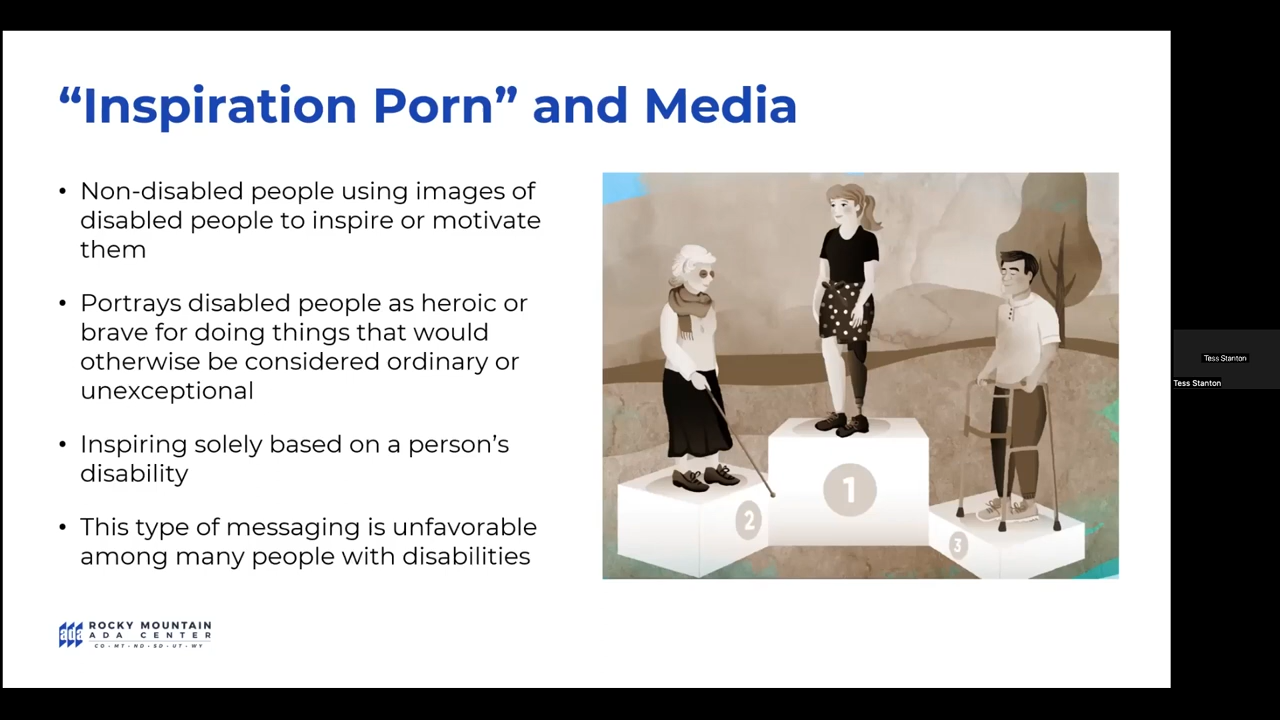 “Inspiration Porn” and Media
• Non-disabled people using images of
disabled people to inspire or motivate
them
• Portrays disabled people as heroic or
brave for doing things that would
otherwise be considered ordinary or
unexceptional
• Inspiring solely based on a person’s
disability
• This type of messaging is unfavorable
among many people with disabilities
2
1
3
ada
ROCKY MOUNTAIN
ADA CENTER
CO • MT • ND • SD • UT • WY
Tess Stanton
Tess Stanton